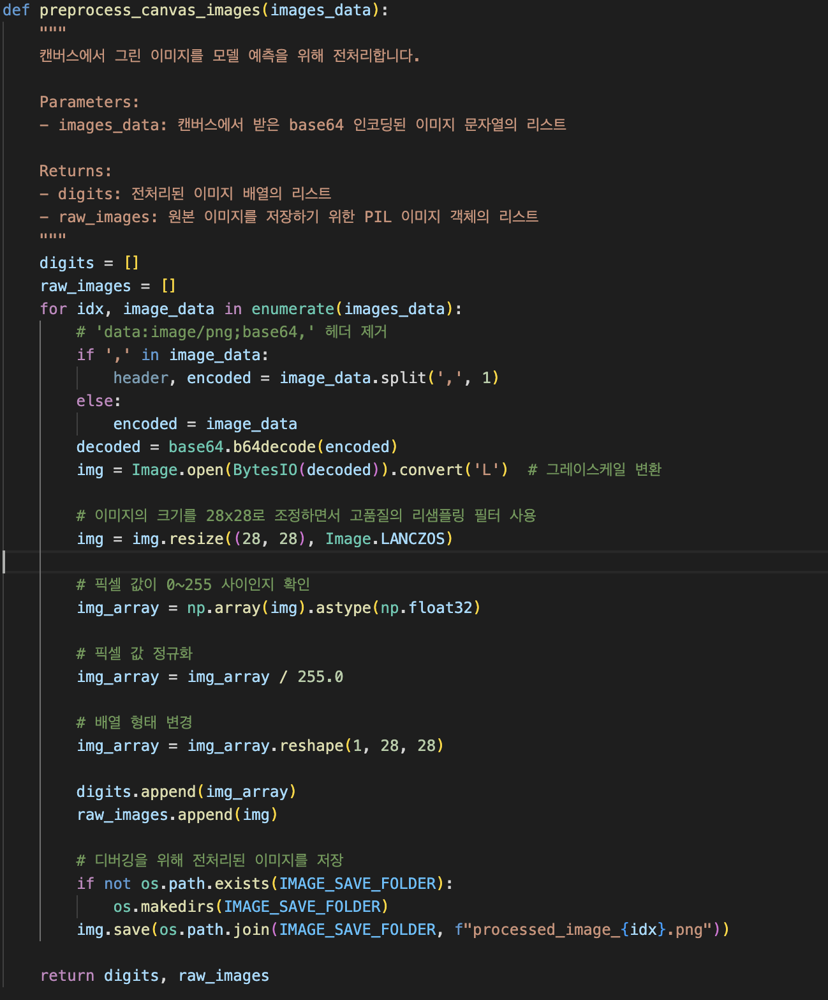 def preprocess_canvas_images(images_data):
    """
    캔버스에서 그린 이미지를 모델 예측을 위해 전처리합니다.

    Parameters:
    - images_data: 캔버스에서 받은 base64 인코딩된 이미지 문자열의 리스트

    Returns:
    - digits: 전처리된 이미지 배열의 리스트
    - raw_images: 원본 이미지를 저장하기 위한 PIL 이미지 객체의 리스트
    """
    digits = []
    raw_images = []
    for idx, image_data in enumerate(images_data):
        # 'data:image/png;base64,' 헤더 제거
        if ',' in image_data:
            header, encoded = image_data.split(',', 1)
        else:
            encoded = image_data
        decoded = base64.b64decode(encoded)
        img = Image.open(BytesIO(decoded)).convert('L')  # 그레이스케일 변환

        # 이미지의 크기를 28x28로 조정하면서 고품질의 리샘플링 필터 사용
        img = img.resize((28, 28), Image.LANCZOS)

        # 픽셀 값이 0~255 사이인지 확인
        img_array = np.array(img).astype(np.float32)

        # 픽셀 값 정규화
        img_array = img_array / 255.0

        # 배열 형태 변경
        img_array = img_array.reshape(1, 28, 28)

        digits.append(img_array)
        raw_images.append(img)

        # 디버깅을 위해 전처리된 이미지를 저장
        if not os.path.exists(IMAGE_SAVE_FOLDER):
            os.makedirs(IMAGE_SAVE_FOLDER)
        img.save(os.path.join(IMAGE_SAVE_FOLDER, f"processed_image_{idx}.png"))

    return digits, raw_images